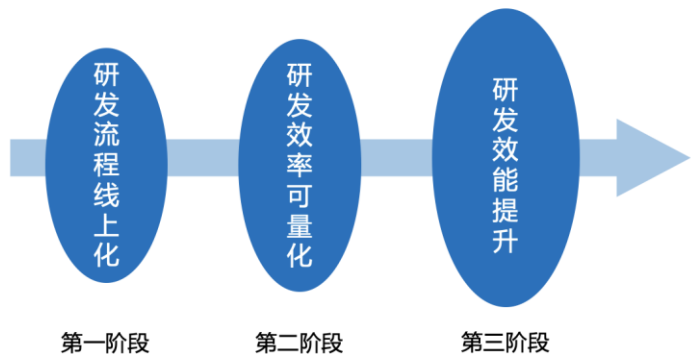 研发流程线上化
研发效率可量化
研发效能提升
第一阶段
第二阶段
第三阶段